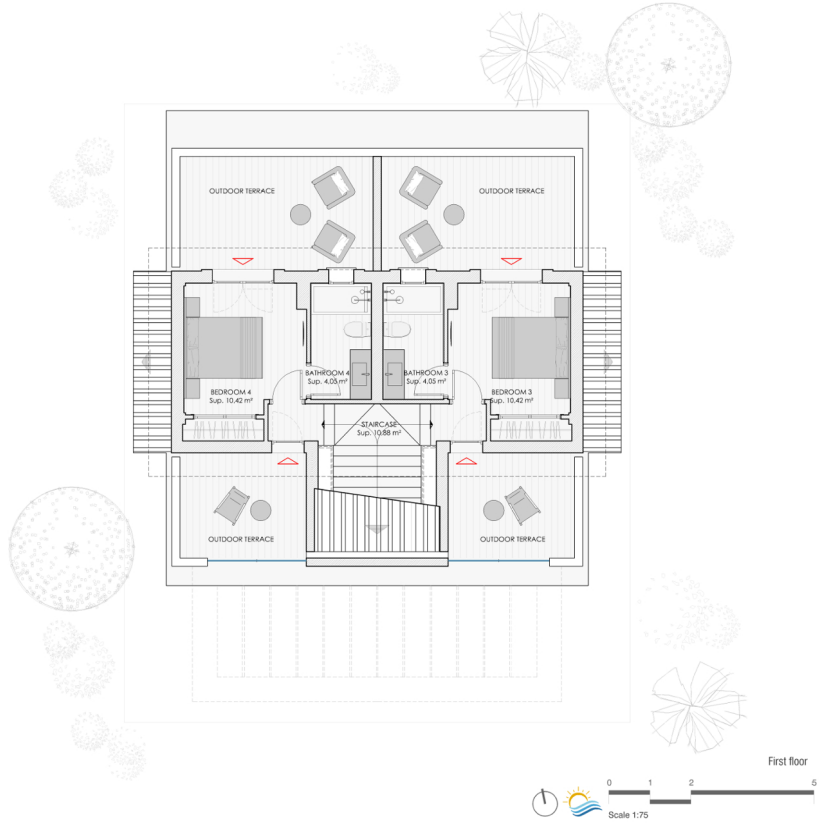 OUTDOOR TERRACE
OUTDOOR TERRACE
BATHROOM 4
Sup. 4,05 m²
BATHROOM 3
Sup. 4,05 m²
BEDROOM 4
Sup. 10,42 m²
BEDROOM 3
Sup. 10,42 m²
STAIRCASE
Sup. 10,88 m²
OUTDOOR TERRACE
OUTDOOR TERRACE
First floor
0 1 2 5
Scale 1:75